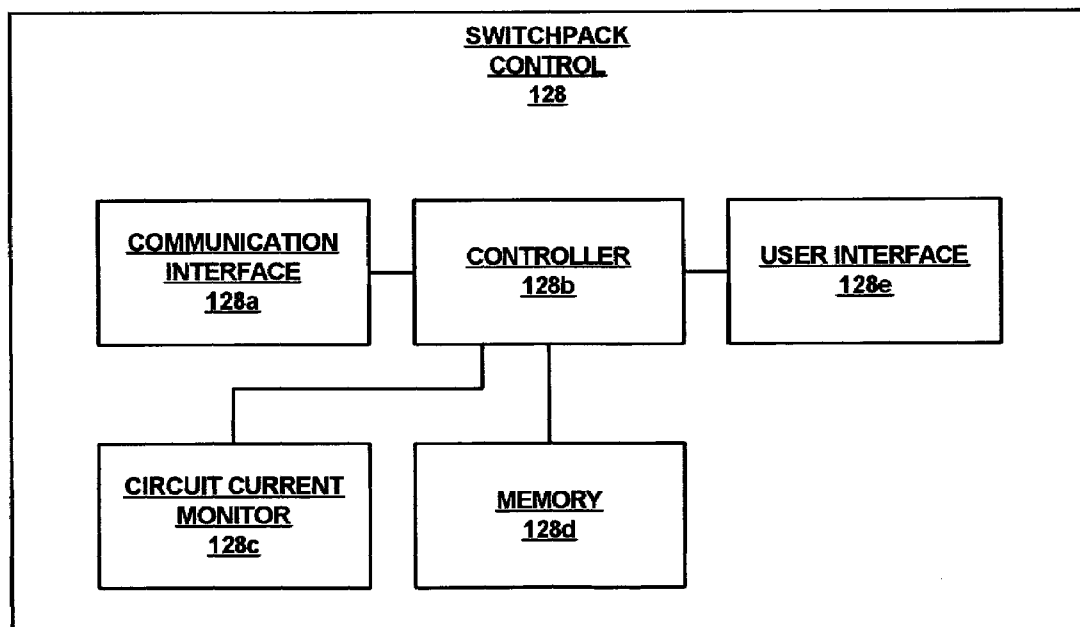 SWITCHPACK
CONTROL
128
COMMUNICATION
INTERFACE
128a
CONTROLLER
128b
USER INTERFACE
128e
CIRCUIT CURRENT
MONITOR
128c
MEMORY
128d